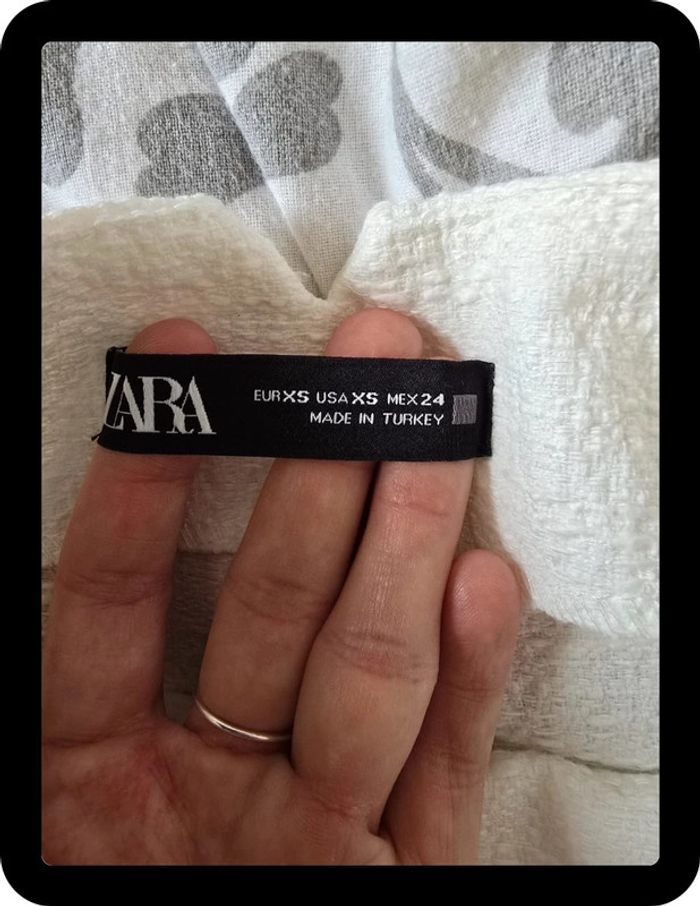 ZARA
EUR XS USA XS MEX 24
MADE IN TURKEY